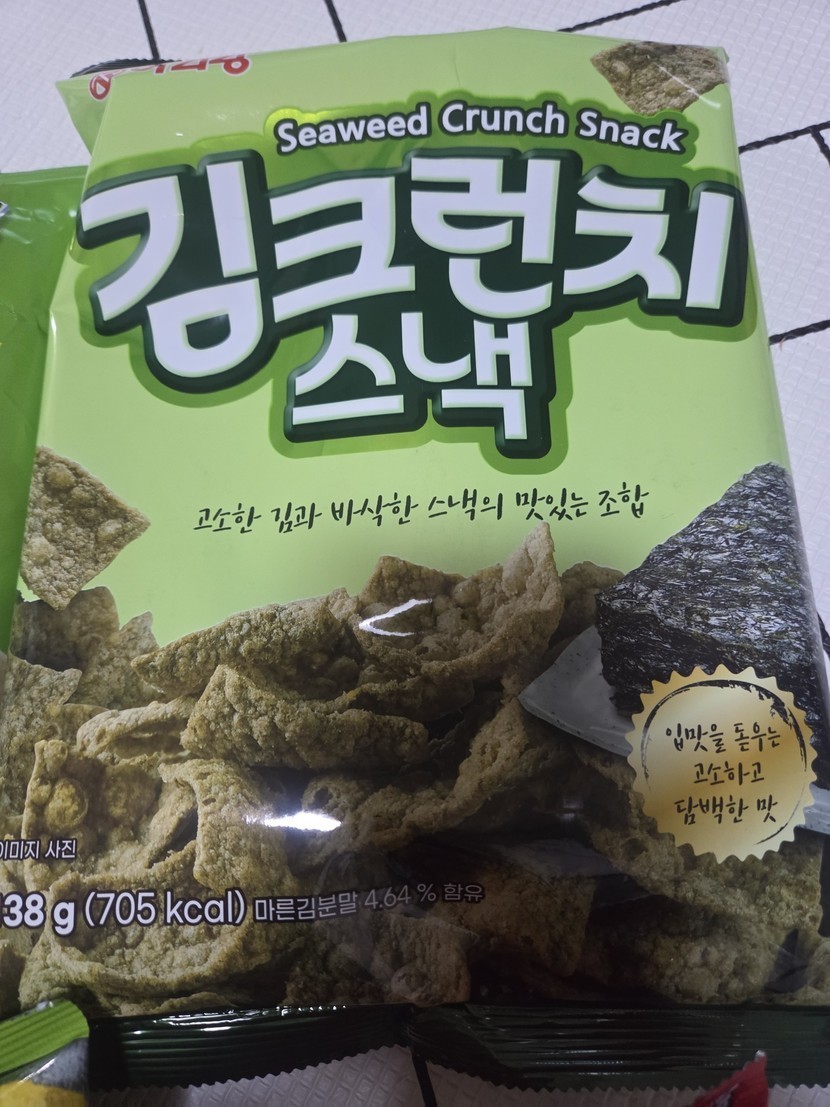 Seaweed Crunch Snack
김크런치
스낵
고소한 김과 바삭한 스낵의 맛있는 조합
입맛을 돋우는
고소하고
담백한 맛
이미지 사진
38 g (705 kcal) 마른김분말 4.64 % 함유